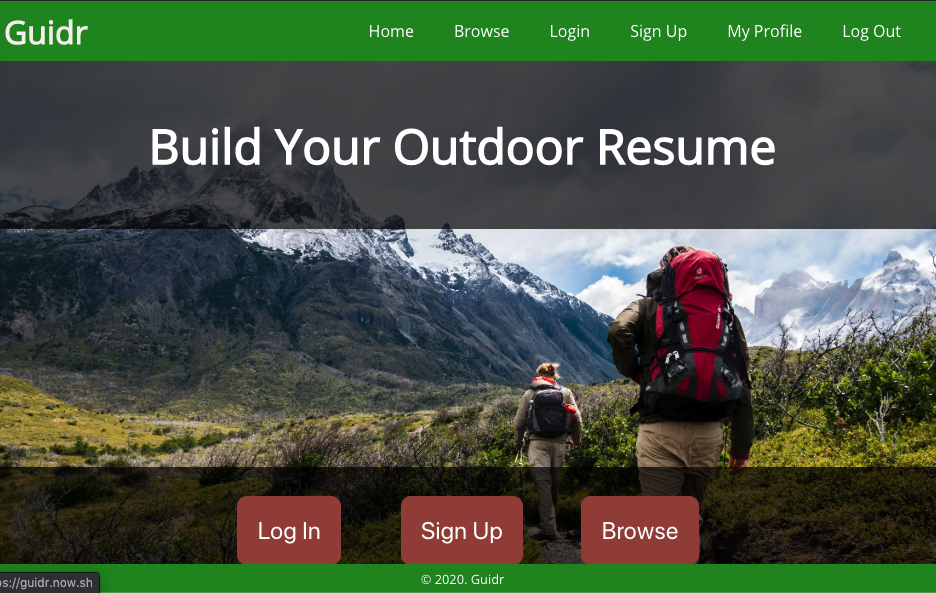 Guidr Home Browse Login Sign Up My Profile Log Out
Build Your Outdoor Resume
Log In Sign Up Browse
© 2020. Guidr
ps://guidr.now.sh